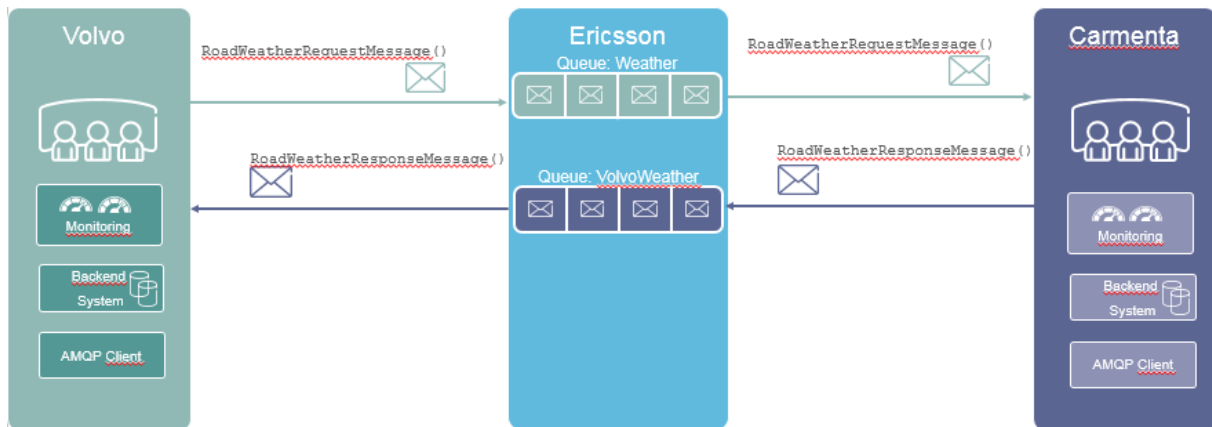 Volvo
Ericsson
Carmenta
RoadWeatherRequestMessage()
Queue: Weather
RoadWeatherRequestMessage()
RoadWeatherResponseMessage()
Queue: VolvoWeather
RoadWeatherResponseMessage()
Monitoring
Backend
System
AMQP Client
Monitoring
Backend
System
AMQP Client